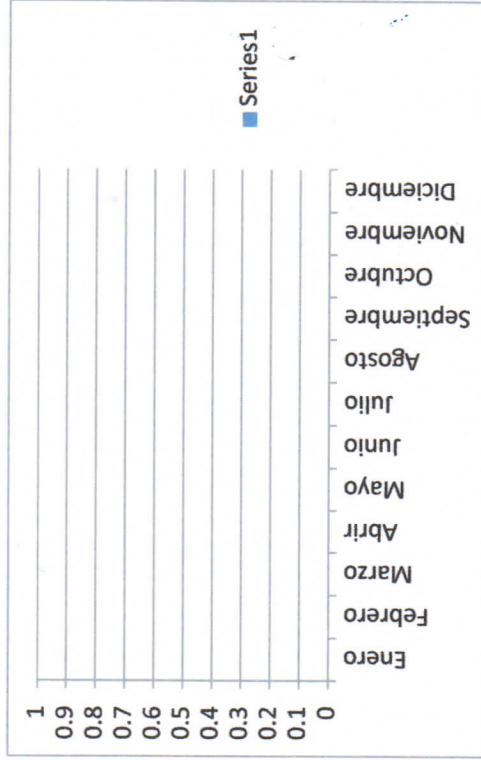 1
0.9
0.8
0.7
0.6
0.5
0.4
0.3
0.2
0.1
0
Enero
Febrero
Marzo
Abrir
Mayo
Junio
Julio
Agosto
Septiembre
Octubre
Noviembre
Diciembre
Series1